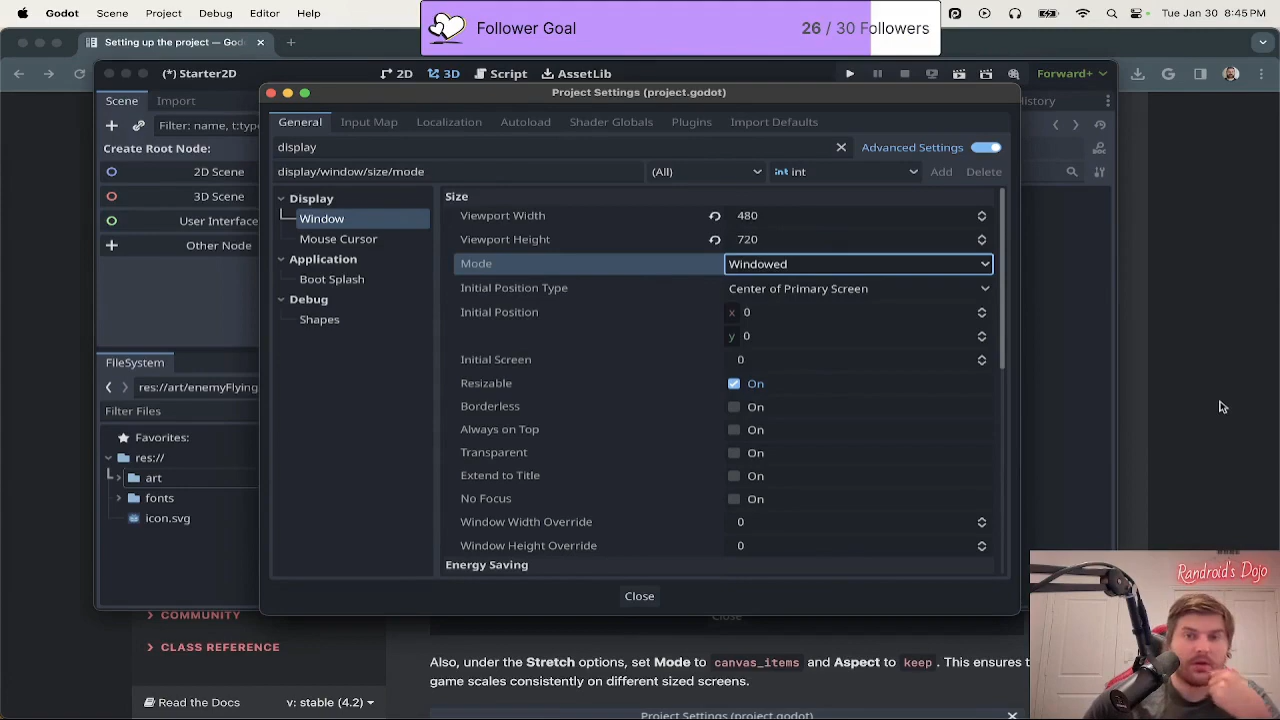 Godot File Edit View Window Help
Godot Project Debug Editor
Tue Jan 30 8:45 PM
Follower Goal 26 / 30 Followers
Setting up the project — Godo
(*) Starter2D
2D 3D Script AssetLib
Forward+
Project Settings (project.godot)
Scene Import
History
General Input Map Localization Autoload Shader Globals Plugins Import Defaults
Filter: name, t:type
display
Advanced Settings
Create Root Node:
2D Scene
3D Scene
User Interface
Other Node
display/window/size/mode (All) int Add Delete
Display
Window
Mouse Cursor
Application
Boot Splash
Debug
Shapes
Size
Viewport Width 480
Viewport Height 720
Mode Windowed
Initial Position Type Center of Primary Screen
Initial Position x 0
y 0
Initial Screen 0
Resizable On
Borderless On
Always on Top On
Transparent On
Extend to Title On
No Focus On
Window Width Override 0
Window Height Override 0
Energy Saving
Close
FileSystem
res://art/enemyFlying
Filter Files
Favorites:
res://
art
fonts
icon.svg
COMMUNITY
CLASS REFERENCE
Read the Docs v: stable (4.2)
Close
Also, under the Stretch options, set Mode to canvas_items and Aspect to keep. This ensures t
game scales consistently on different sized screens.
Project Settings (project.godot)
Randroid's Dojo